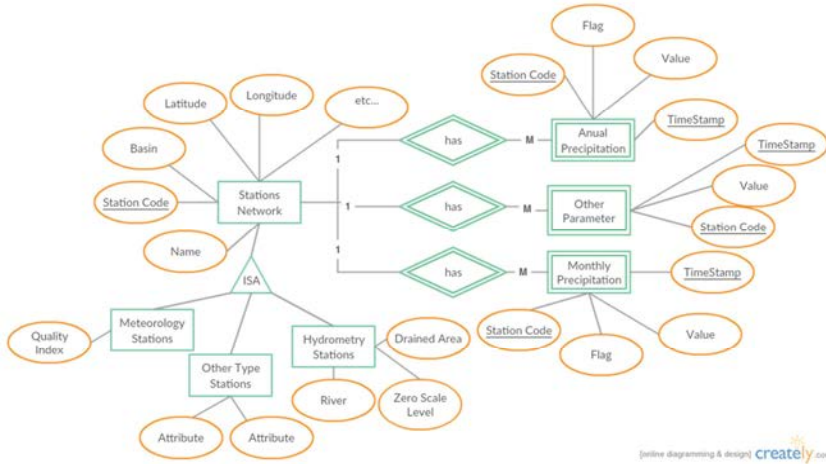 Flag
Value
Station Code
TimeStamp
has
M
Anual
Precipitation
Latitude
Longitude
etc...
Basin
1
Station Code
Stations
Network
1
has
M
Other
Parameter
TimeStamp
Value
Station Code
Name
1
has
M
Monthly
Precipitation
TimeStamp
ISA
Station Code
Flag
Value
Quality
Index
Meteorology
Stations
Other Type
Stations
Hydrometry
Stations
Drained Area
River
Zero Scale
Level
Attribute
Attribute
[online diagramming & design] creately.com